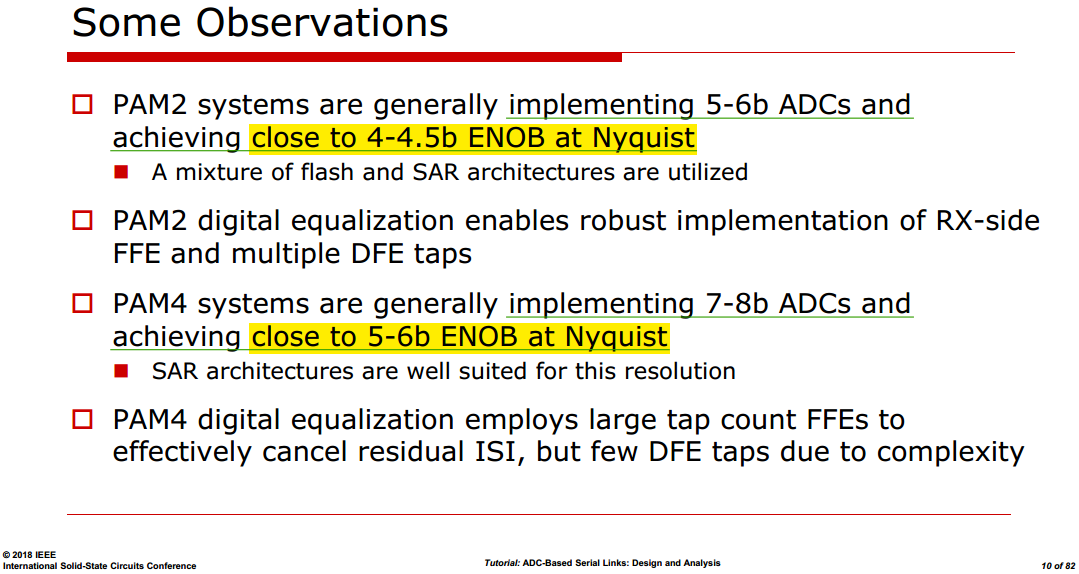 Some Observations
PAM2 systems are generally implementing 5-6b ADCs and
achieving close to 4-4.5b ENOB at Nyquist
A mixture of flash and SAR architectures are utilized
PAM2 digital equalization enables robust implementation of RX-side
FFE and multiple DFE taps
PAM4 systems are generally implementing 7-8b ADCs and
achieving close to 5-6b ENOB at Nyquist
SAR architectures are well suited for this resolution
PAM4 digital equalization employs large tap count FFEs to
effectively cancel residual ISI, but few DFE taps due to complexity
© 2018 IEEE
International Solid-State Circuits Conference
Tutorial: ADC-Based Serial Links: Design and Analysis
10 of 82